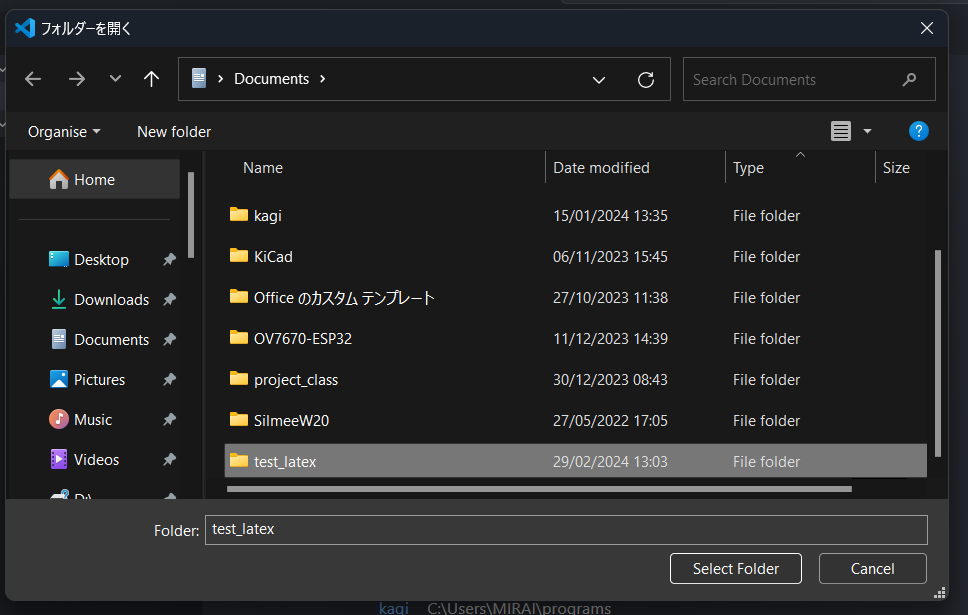 フォルダーを開く
Documents
Search Documents
Organise
New folder
Name Date modified Type Size
Home
Desktop
Downloads
Documents
Pictures
Music
Videos
kagi 15/01/2024 13:35 File folder
KiCad 06/11/2023 15:45 File folder
Office のカスタム テンプレート 27/10/2023 11:38 File folder
OV7670-ESP32 11/12/2023 14:39 File folder
project_class 30/12/2023 08:43 File folder
SilmeeW20 27/05/2022 17:05 File folder
test_latex 29/02/2024 13:03 File folder
Folder: test_latex
Select Folder
Cancel
kagi C:\Users\MIRAI\programs